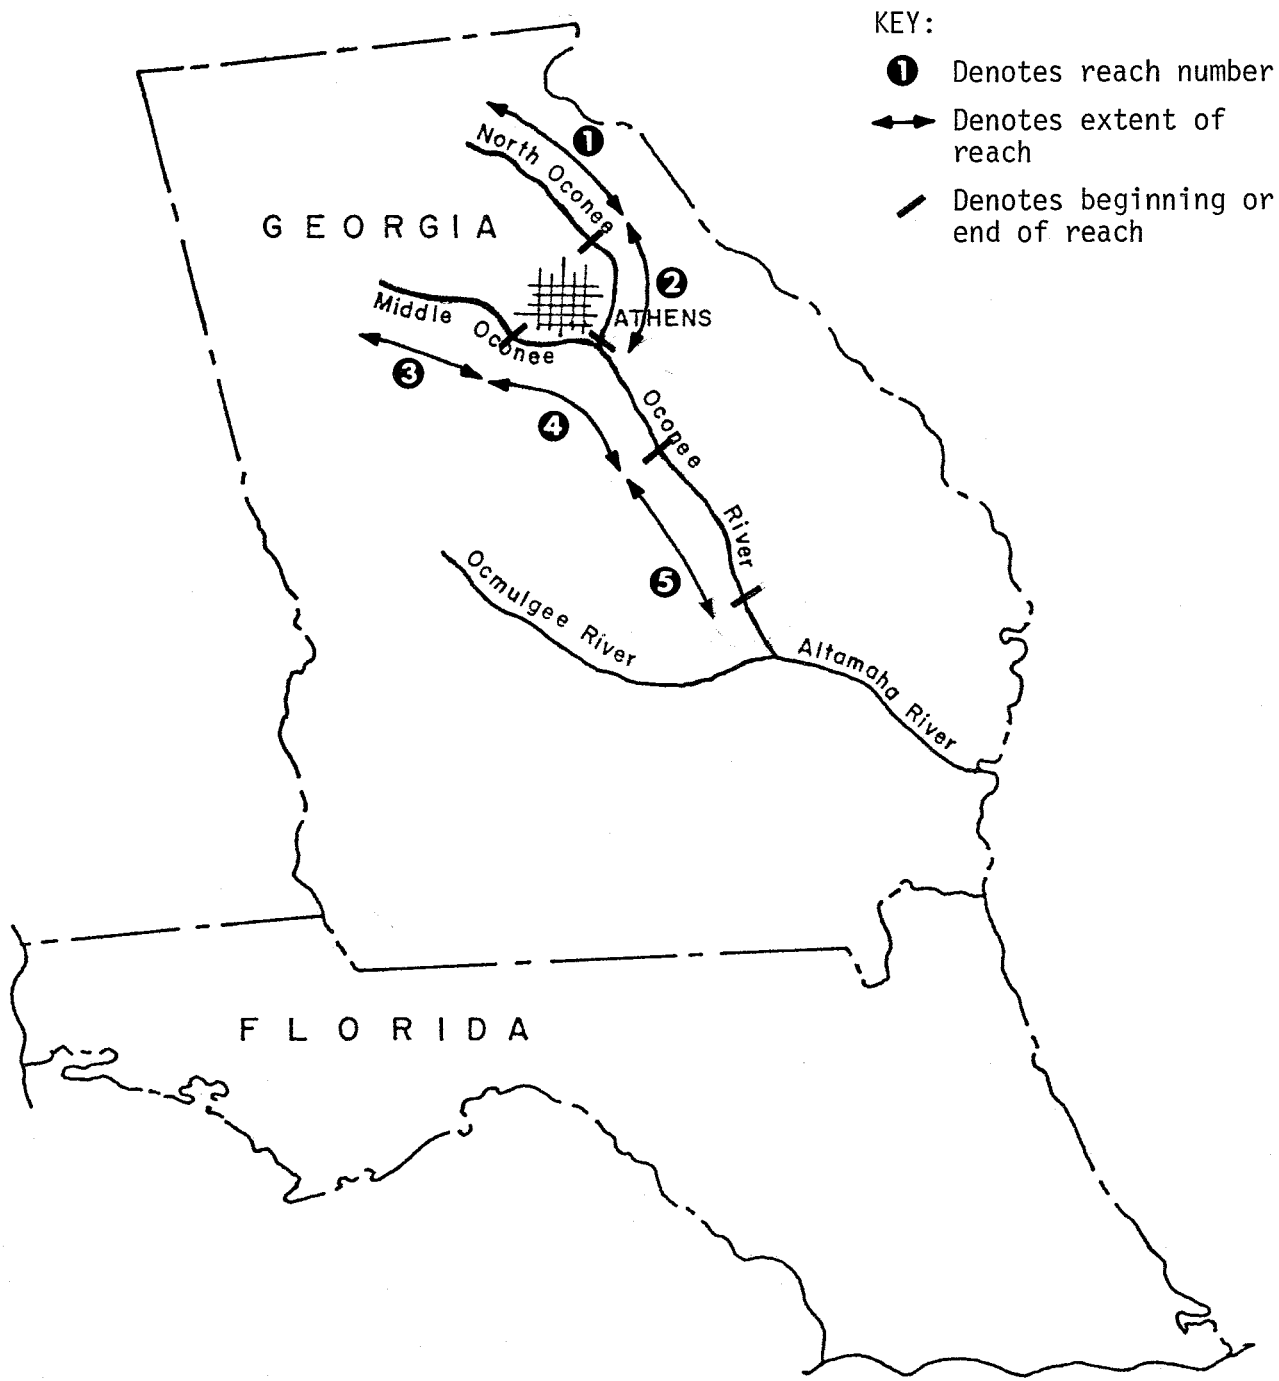 KEY:
1 Denotes reach number
Denotes extent of
reach
Denotes beginning or
end of reach
1
North Oconee
GEORGIA
2
ATHENS
Middle Oconee
3
4
Oconee River
5
Ocmulgee River
Altamaha River
FLORIDA